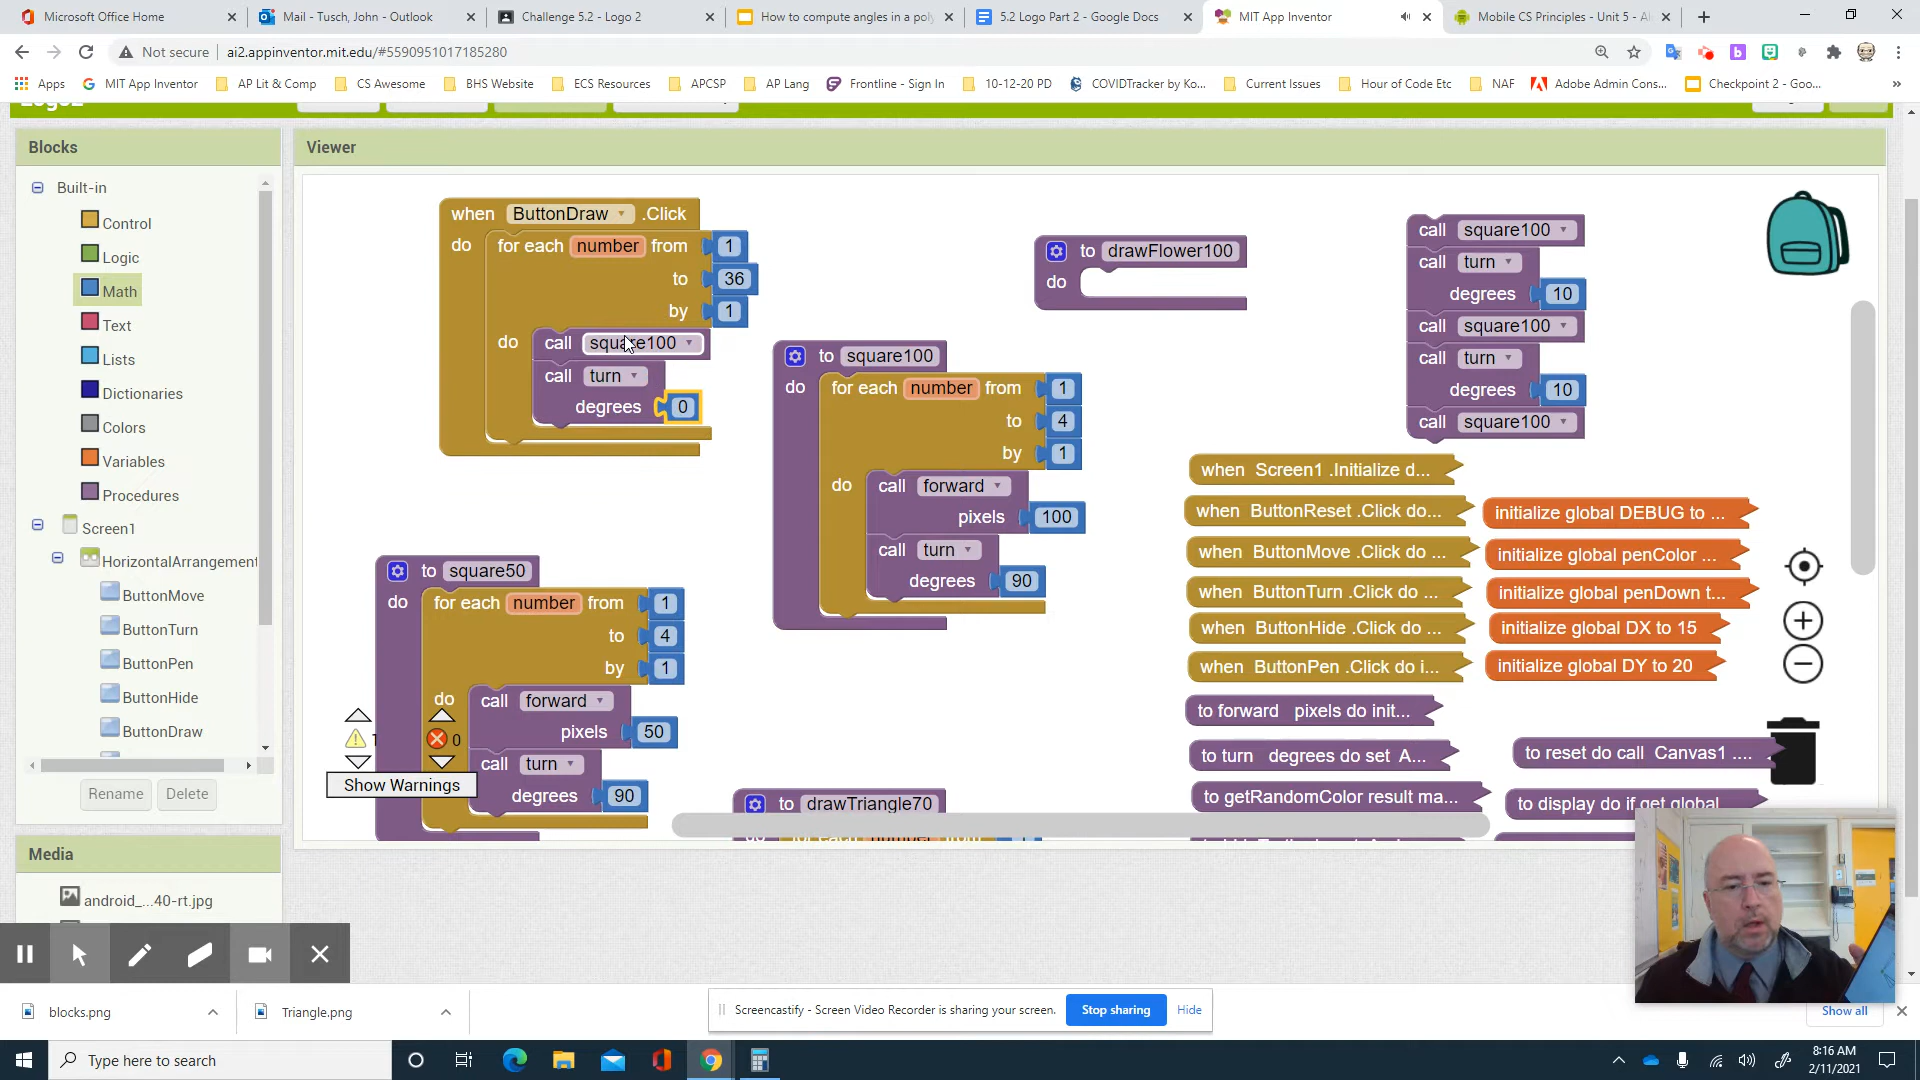 Microsoft Office Home
Mail - Tusch, John - Outlook
Challenge 5.2 - Logo 2
How to compute angles in a poly
5.2 Logo Part 2 - Google Docs
MIT App Inventor
Mobile CS Principles - Unit 5 - Al
Not secure
ai2.appinventor.mit.edu/#5590951017185280
Apps
MIT App Inventor
AP Lit & Comp
CS Awesome
BHS Website
ECS Resources
APCSP
AP Lang
Frontline - Sign In
10-12-20 PD
COVIDTracker by Ko...
Current Issues
Hour of Code Etc
NAF
Adobe Admin Cons...
Checkpoint 2 - Goo...
Blocks
Built-in
Control
Logic
Math
Text
Lists
Dictionaries
Colors
Variables
Procedures
Screen1
HorizontalArrangement
ButtonMove
ButtonTurn
ButtonPen
ButtonHide
ButtonDraw
Rename
Delete
Media
android_...40-rt.jpg
Viewer
when ButtonDraw .Click
do for each number from 1
to 36
by 1
do call square100
call turn
degrees 0
to square50
do for each number from 1
to 4
by 1
do call forward
pixels 50
call turn
degrees 90
0
Show Warnings
to square100
do for each number from 1
to 4
by 1
do call forward
pixels 100
call turn
degrees 90
to drawTriangle70
to drawFlower100
do
call square100
call turn
degrees 10
call square100
call turn
degrees 10
call square100
when Screen1 .Initialize d...
when ButtonReset .Click do...
when ButtonMove .Click do ...
when ButtonTurn .Click do ...
when ButtonHide .Click do ...
when ButtonPen .Click do i...
to forward pixels do init...
to turn degrees do set A...
to getRandomColor result ma...
initialize global DEBUG to ...
initialize global penColor ...
initialize global penDown t...
initialize global DX to 15
initialize global DY to 20
to reset do call Canvas1 ....
to display do if get global
blocks.png
Triangle.png
Screencastify - Screen Video Recorder is sharing your screen.
Stop sharing
Hide
Show all
Type here to search
8:16 AM
2/11/2021